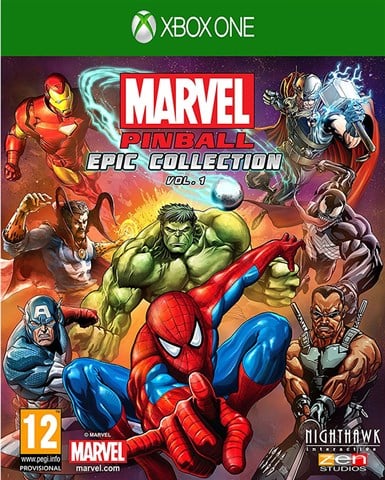 XBOX ONE
MARVEL
PINBALL
EPIC COLLECTION
VOL. 1
12
www.pegi.info
PROVISIONAL
© MARVEL
MARVEL
marvel.com
NIGHTHAWK
interactive
zen
STUDIOS